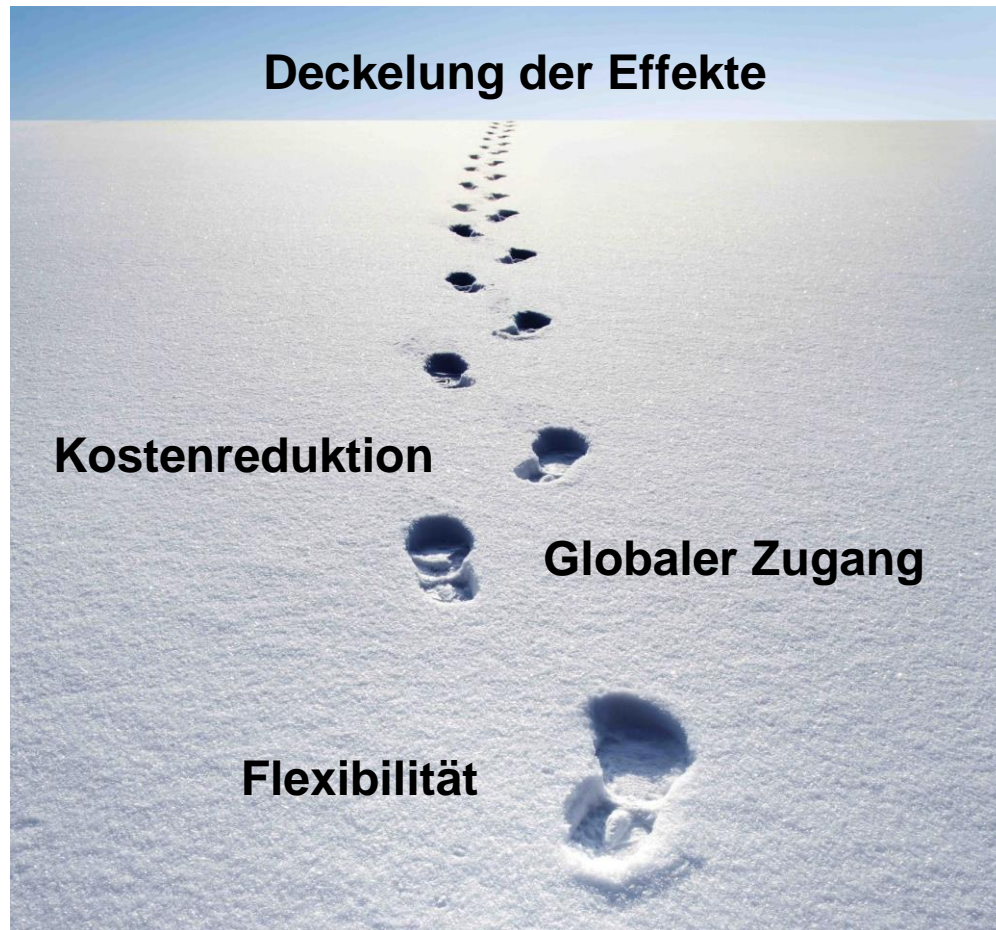 Deckelung der Effekte
Kostenreduktion
Globaler Zugang
Flexibilität